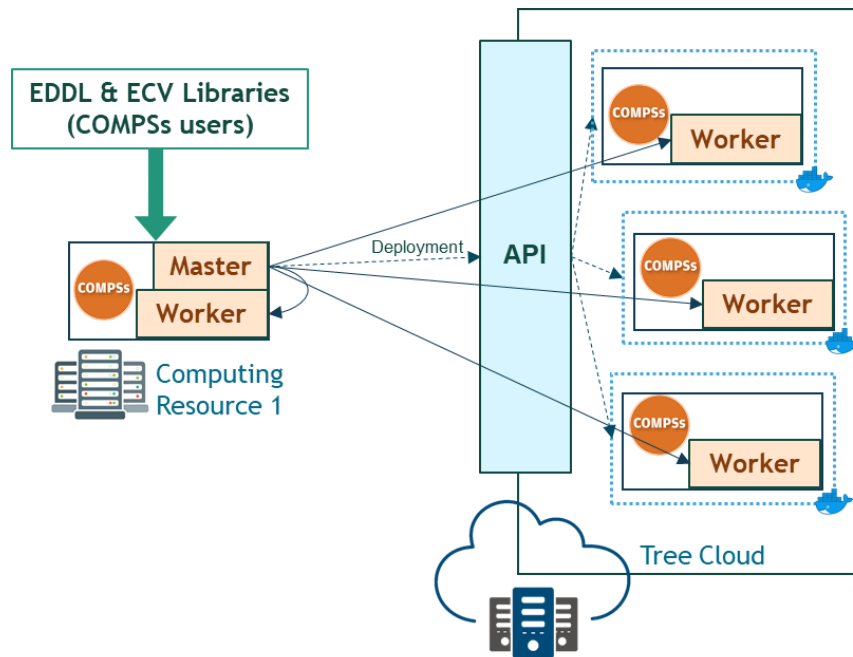 EDDL & ECV Libraries
(COMPSs users)
COMPSs
Master
Worker
Computing
Resource 1
Deployment
API
COMPSs
Worker
COMPSs
Worker
COMPSs
Worker
Tree Cloud